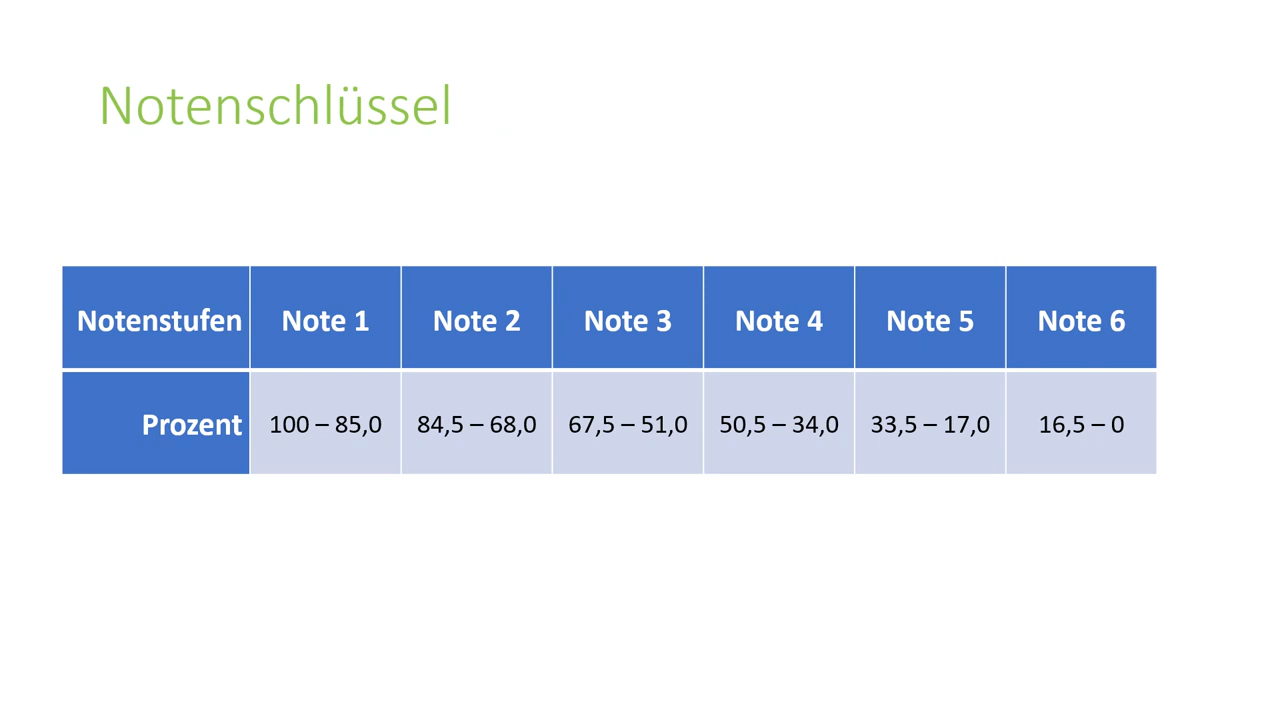 Notenschlüssel
Notenstufen Note 1 Note 2 Note 3 Note 4 Note 5 Note 6
Prozent 100 – 85,0 84,5 – 68,0 67,5 – 51,0 50,5 – 34,0 33,5 – 17,0 16,5 – 0